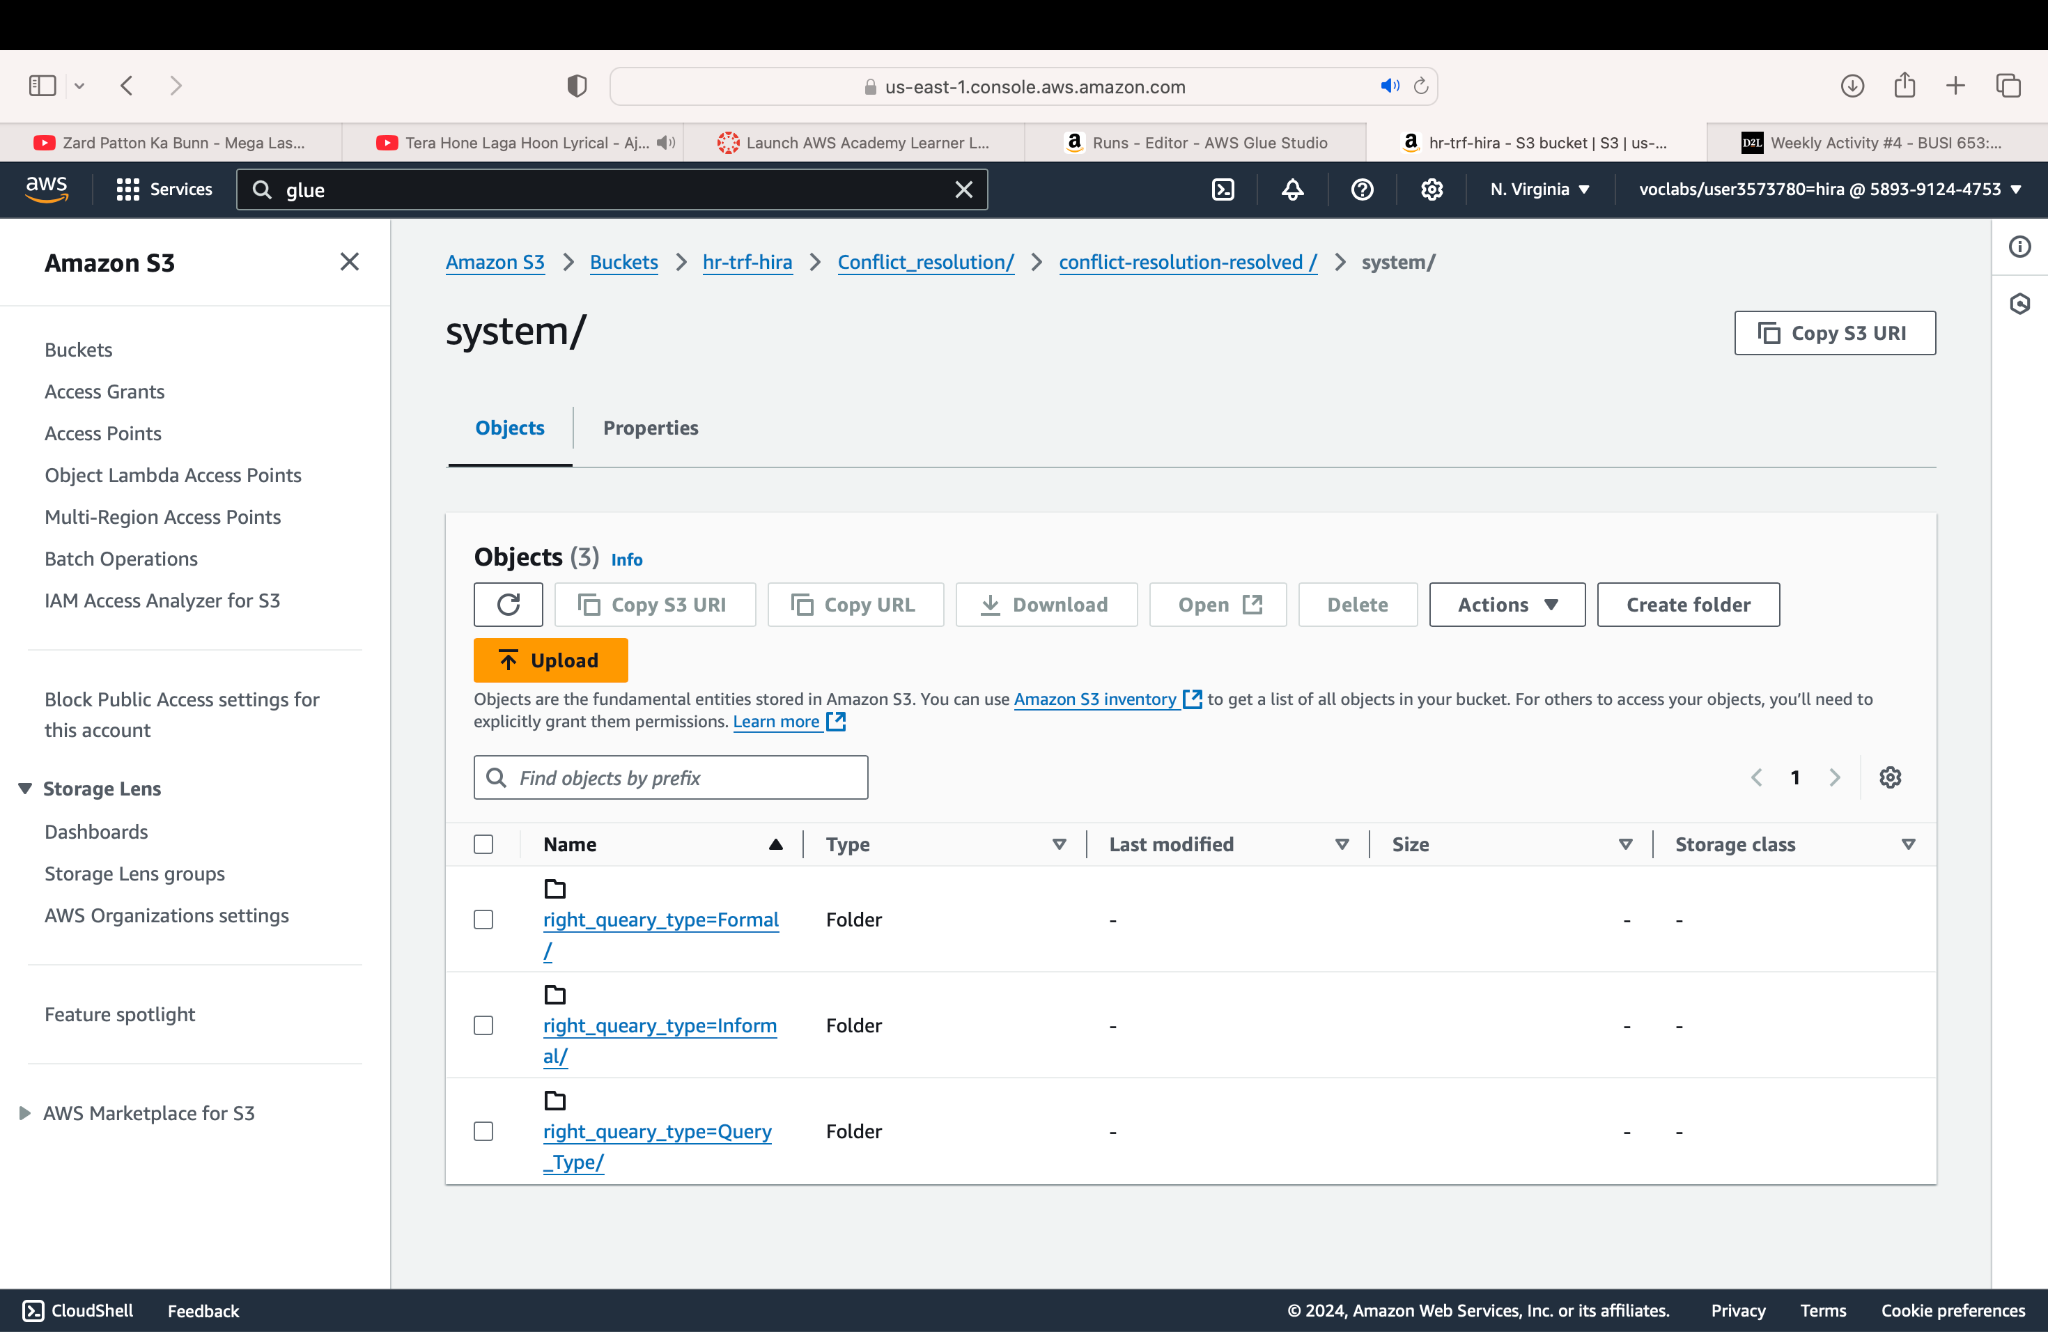 us-east-1.console.aws.amazon.com
Zard Patton Ka Bunn - Mega Las...
Tera Hone Laga Hoon Lyrical - Aj...
Launch AWS Academy Learner L...
a Runs - Editor - AWS Glue Studio
a hr-trf-hira - S3 bucket | S3 | us-...
D2L Weekly Activity #4 - BUSI 653:...
aws Services glue N. Virginia ▼ voclabs/user3573780=hira @ 5893-9124-4753 ▼
Amazon S3
Buckets
Access Grants
Access Points
Object Lambda Access Points
Multi-Region Access Points
Batch Operations
IAM Access Analyzer for S3
Block Public Access settings for
this account
Storage Lens
Dashboards
Storage Lens groups
AWS Organizations settings
Feature spotlight
AWS Marketplace for S3
Amazon S3 > Buckets > hr-trf-hira > Conflict_resolution/ > conflict-resolution-resolved / > system/
system/
Copy S3 URI
Objects Properties
Objects (3) Info
Copy S3 URI Copy URL Download Open Delete Actions Create folder
Upload
Objects are the fundamental entities stored in Amazon S3. You can use Amazon S3 inventory to get a list of all objects in your bucket. For others to access your objects, you’ll need to
explicitly grant them permissions. Learn more
Find objects by prefix
1
Name Type Last modified Size Storage class
right_queary_type=Formal
/
Folder - - -
right_queary_type=Inform
al/
Folder - - -
right_queary_type=Query
_Type/
Folder - - -
CloudShell Feedback © 2024, Amazon Web Services, Inc. or its affiliates. Privacy Terms Cookie preferences